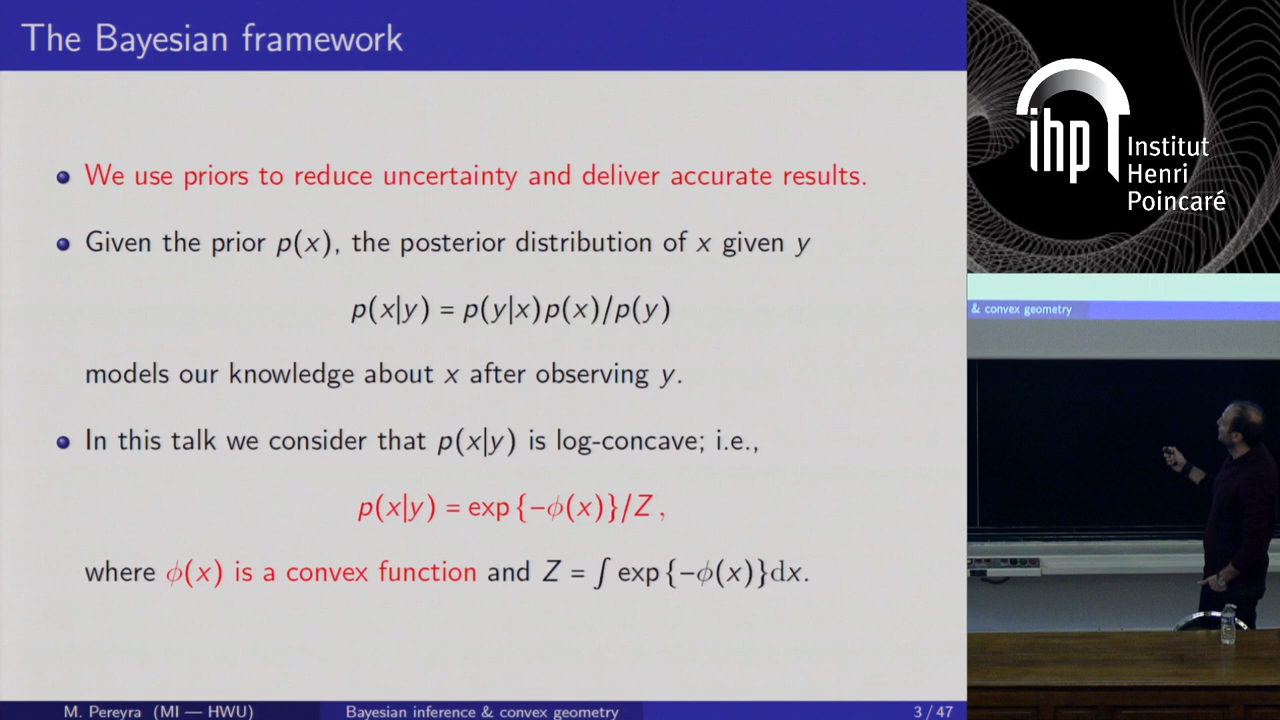 The Bayesian framework
We use priors to reduce uncertainty and deliver accurate results.
Given the prior p(x), the posterior distribution of x given y
p(x|y) = p(y|x)p(x)/p(y)
models our knowledge about x after observing y.
In this talk we consider that p(x|y) is log-concave; i.e.,
p(x|y) = exp {−ϕ(x)}/Z ,
where ϕ(x) is a convex function and Z = ∫ exp {−ϕ(x)}dx.
M. Pereyra (MI — HWU)
Bayesian inference & convex geometry
3 / 47
ihp
Institut
Henri
Poincaré
& convex geometry